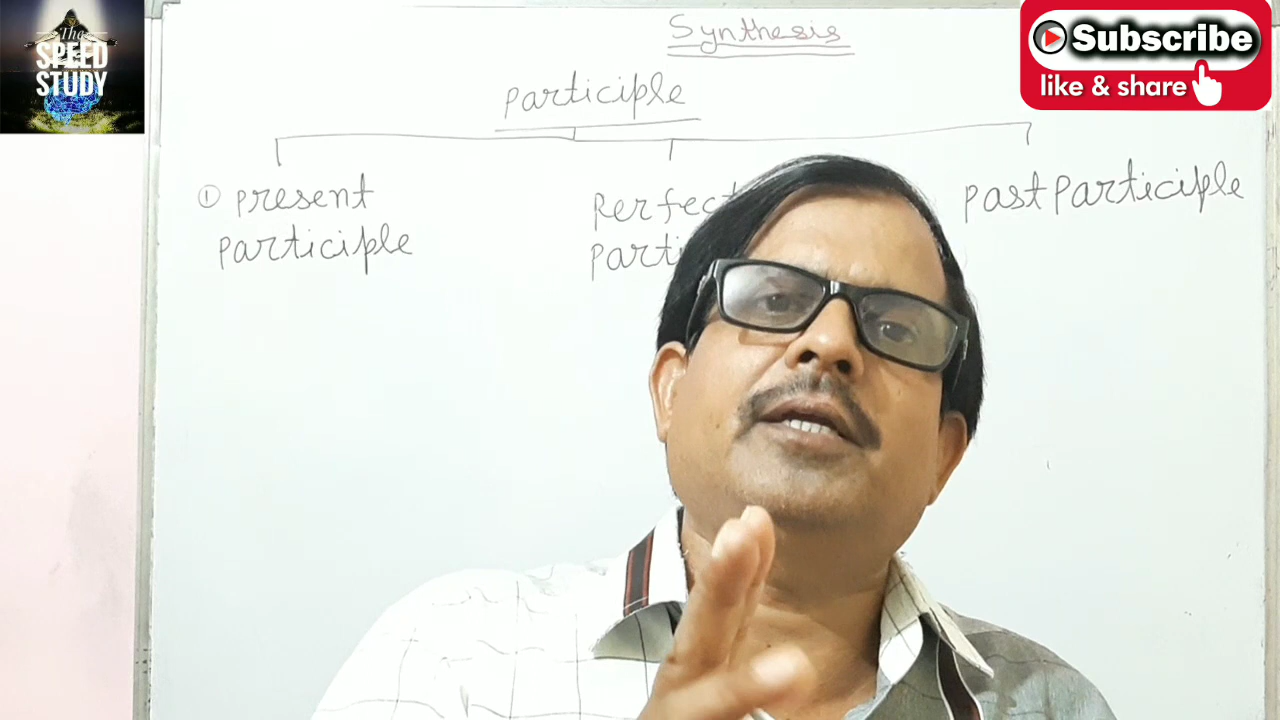 The
SPEED
STUDY
Subscribe
like & share
Synthesis
Participle
① Present
Participle
Perfect
Past Participle